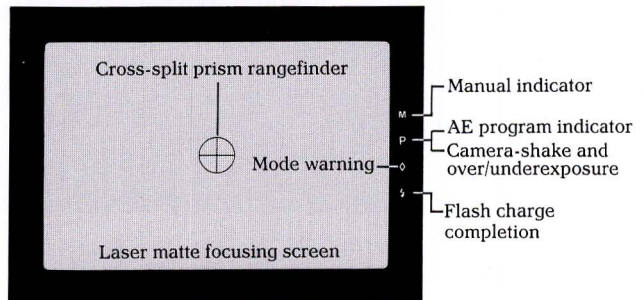 Cross-split prism rangefinder
Manual indicator
M
AE program indicator
P
Camera-shake and
over/underexposure
Mode warning
Flash charge
completion
Laser matte focusing screen